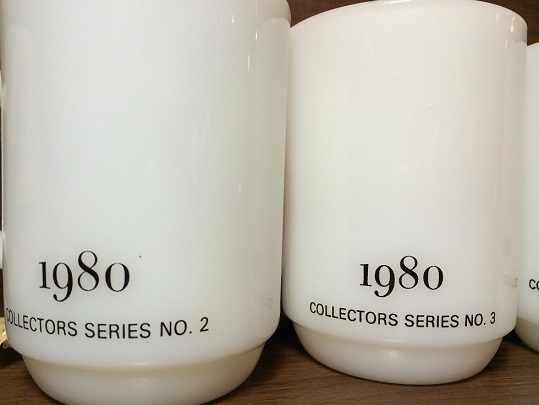 1980
COLLECTORS SERIES NO. 2
1980
COLLECTORS SERIES NO. 3